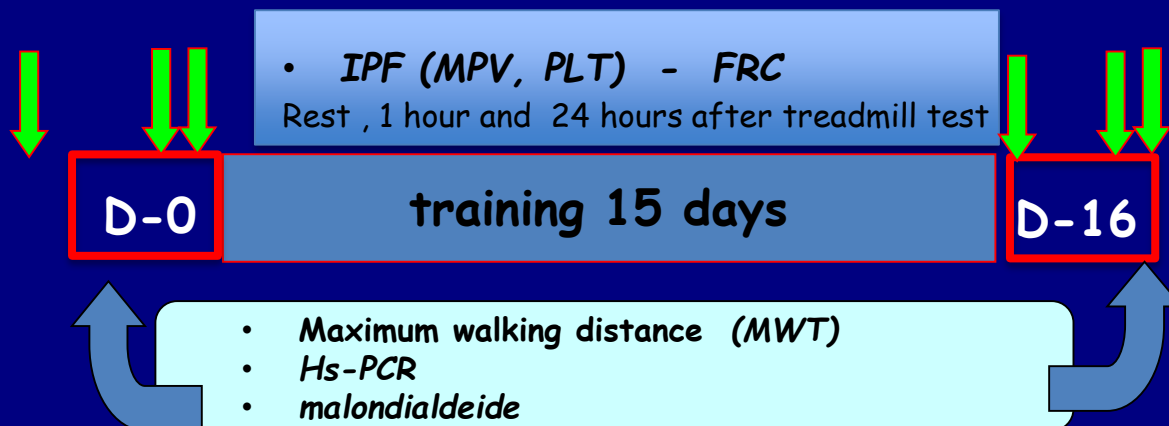 • IPF (MPV, PLT) - FRC
Rest , 1 hour and 24 hours after treadmill test
D-0
training 15 days
D-16
• Maximum walking distance (MWT)
• Hs-PCR
• malondialdeide